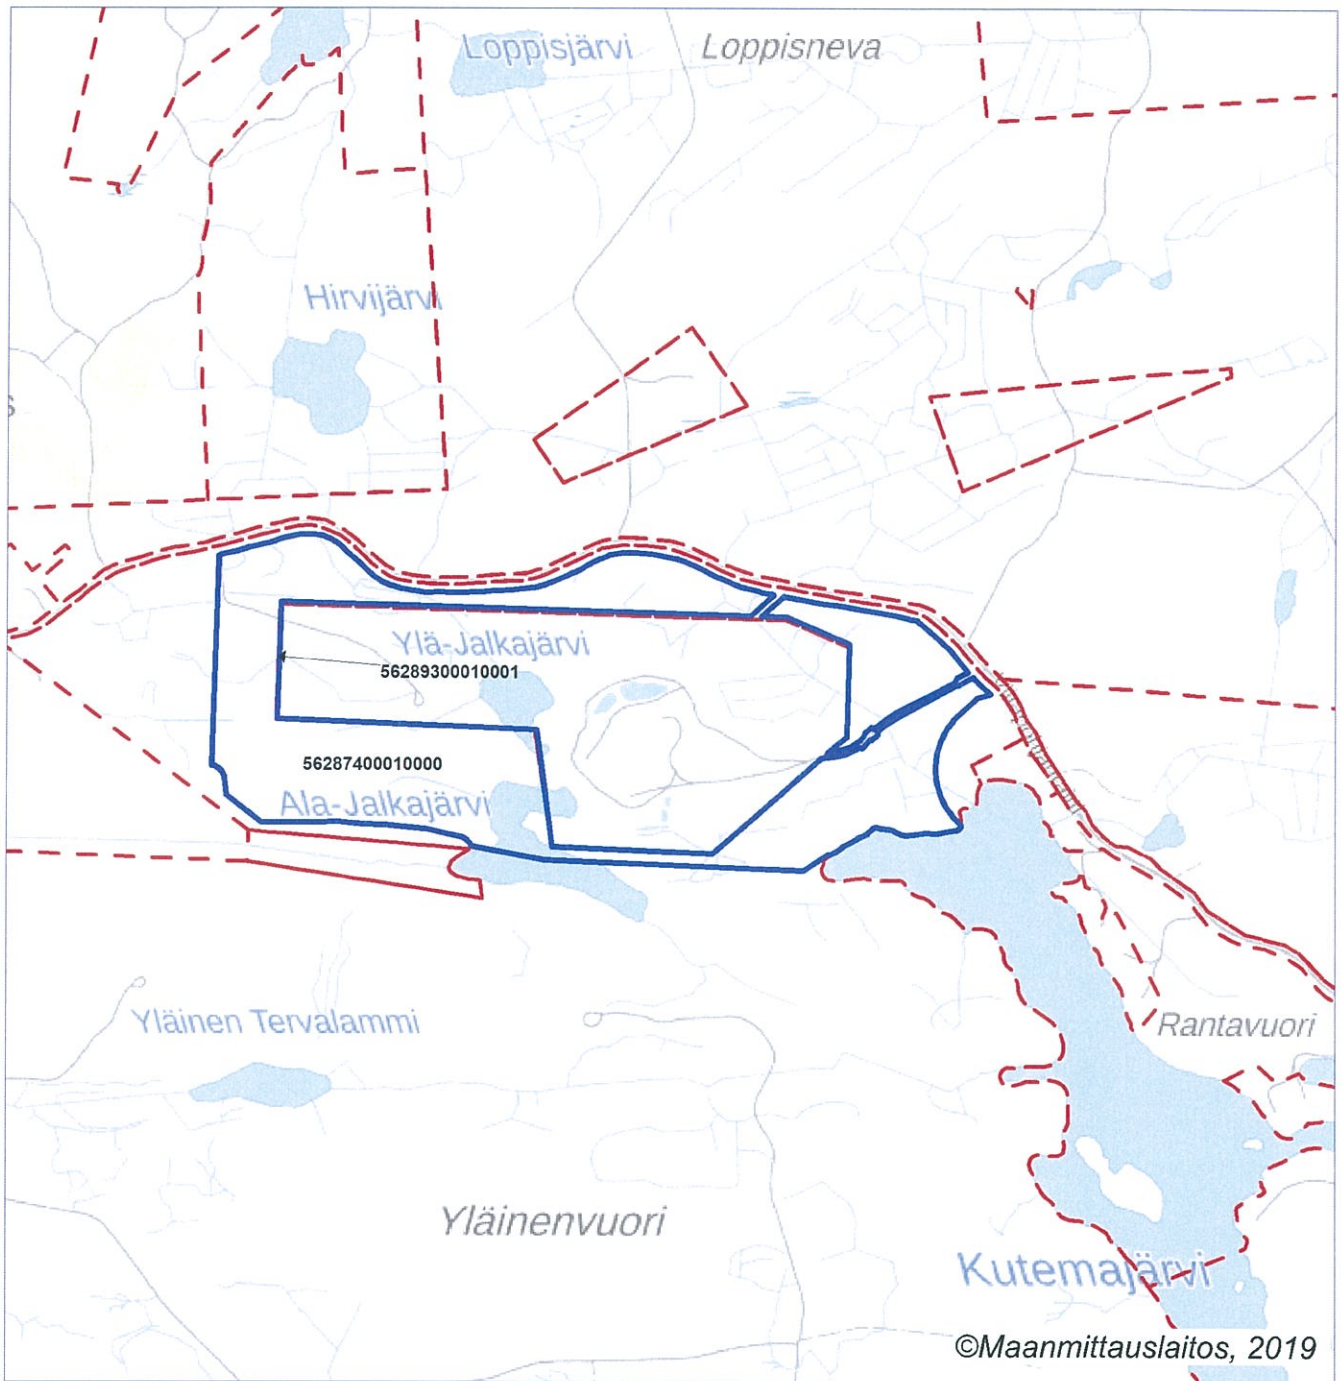 Loppisjärvi
Loppisneva
Hirvijärvi
s
Ylä-Jalkajärvi
56289300010001
56287400010000
Ala-Jalkajärvi
Yläinen Tervalammi
Rantavuori
Yläinenvuori
Kutemajärvi
©Maanmittauslaitos, 2019